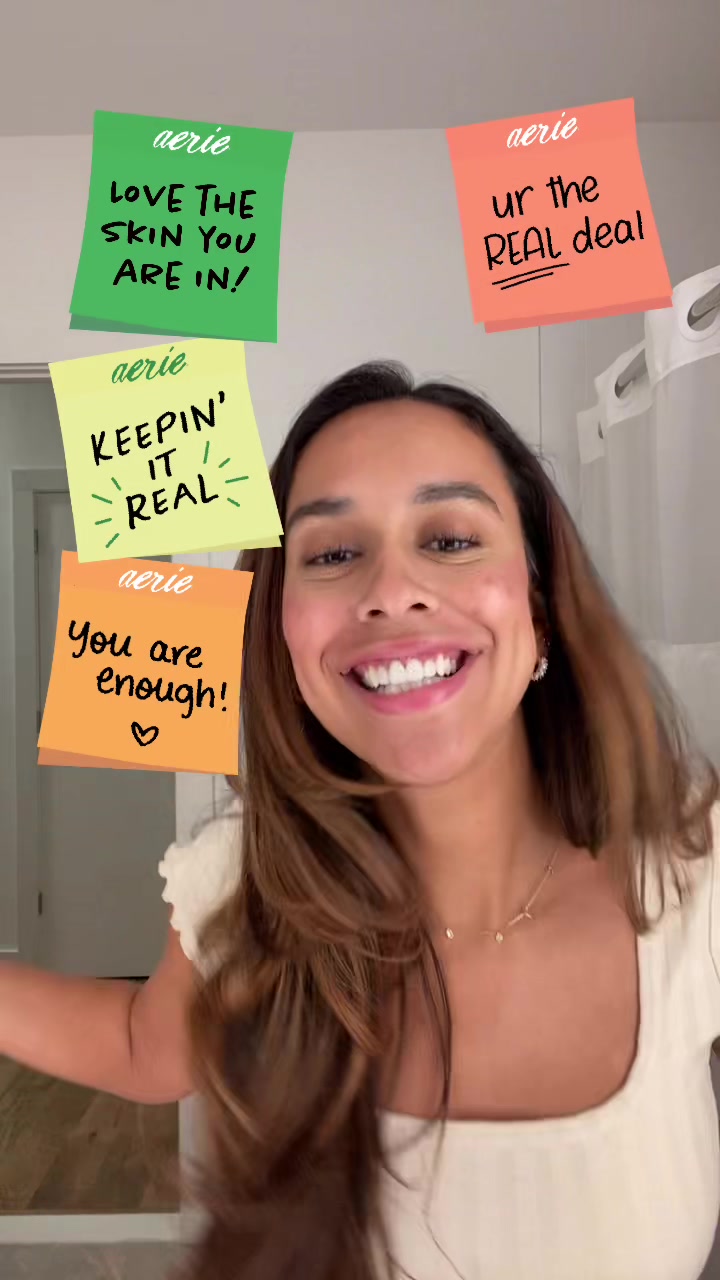 aerie
LOVE THE
SKIN YOU
ARE IN!
aerie
ur the
REAL deal
aerie
KEEPIN'
IT
REAL
aerie
you are
enough!